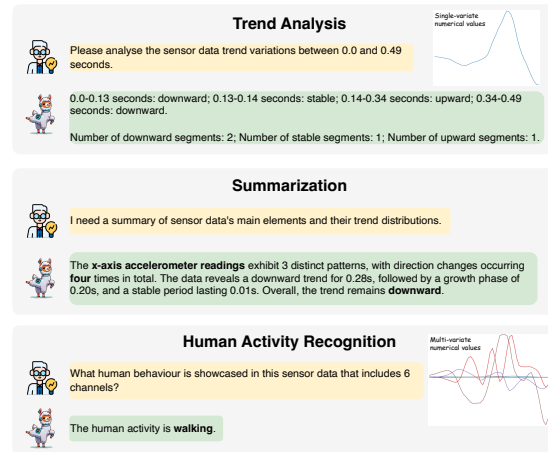 Trend Analysis
Single-variate
numerical values
Please analyse the sensor data trend variations between 0.0 and 0.49
seconds.
0.0-0.13 seconds: downward; 0.13-0.14 seconds: stable; 0.14-0.34 seconds: upward; 0.34-0.49
seconds: downward.
Number of downward segments: 2; Number of stable segments: 1; Number of upward segments: 1.
Summarization
I need a summary of sensor data's main elements and their trend distributions.
The x-axis accelerometer readings exhibit 3 distinct patterns, with direction changes occurring
four times in total. The data reveals a downward trend for 0.28s, followed by a growth phase of
0.20s, and a stable period lasting 0.01s. Overall, the trend remains downward.
Human Activity Recognition
Multi-variate
numerical values
What human behaviour is showcased in this sensor data that includes 6
channels?
The human activity is walking.